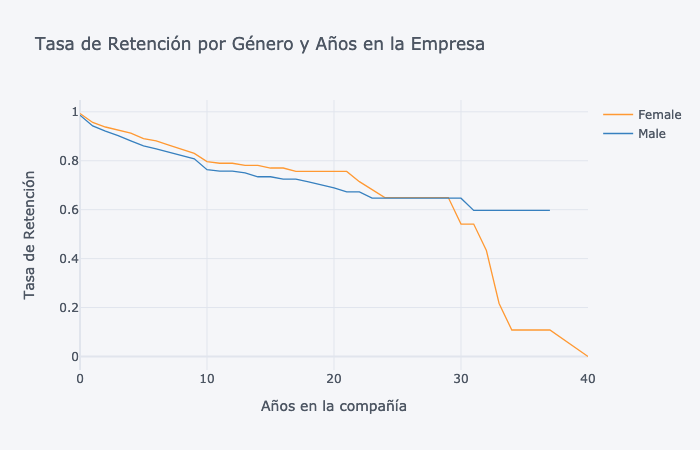 Tasa de Retención por Género y Años en la Empresa
Female
Male
Tasa de Retención
1
0.8
0.6
0.4
0.2
0
0
10
20
30
40
Años en la compañía